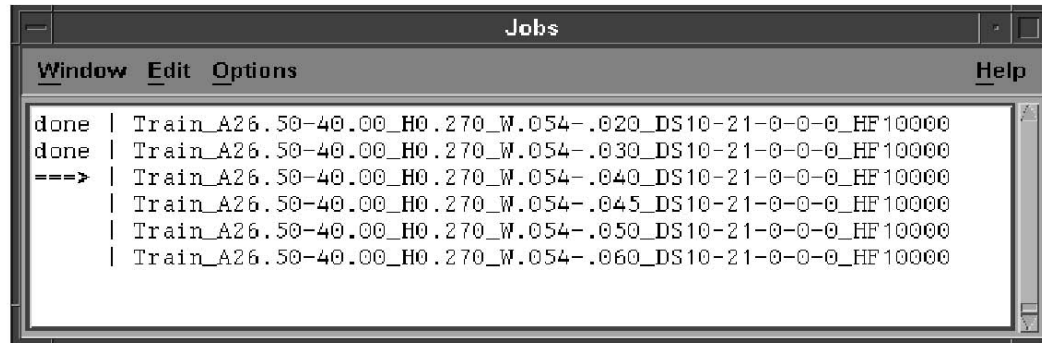 Jobs
Window Edit Options Help
done | Train_A26.50-40.00_H0.270_W.054-.020_DS10-21-0-0-0_HF10000
done | Train_A26.50-40.00_H0.270_W.054-.030_DS10-21-0-0-0_HF10000
===> | Train_A26.50-40.00_H0.270_W.054-.040_DS10-21-0-0-0_HF10000
| Train_A26.50-40.00_H0.270_W.054-.045_DS10-21-0-0-0_HF10000
| Train_A26.50-40.00_H0.270_W.054-.050_DS10-21-0-0-0_HF10000
| Train_A26.50-40.00_H0.270_W.054-.060_DS10-21-0-0-0_HF10000